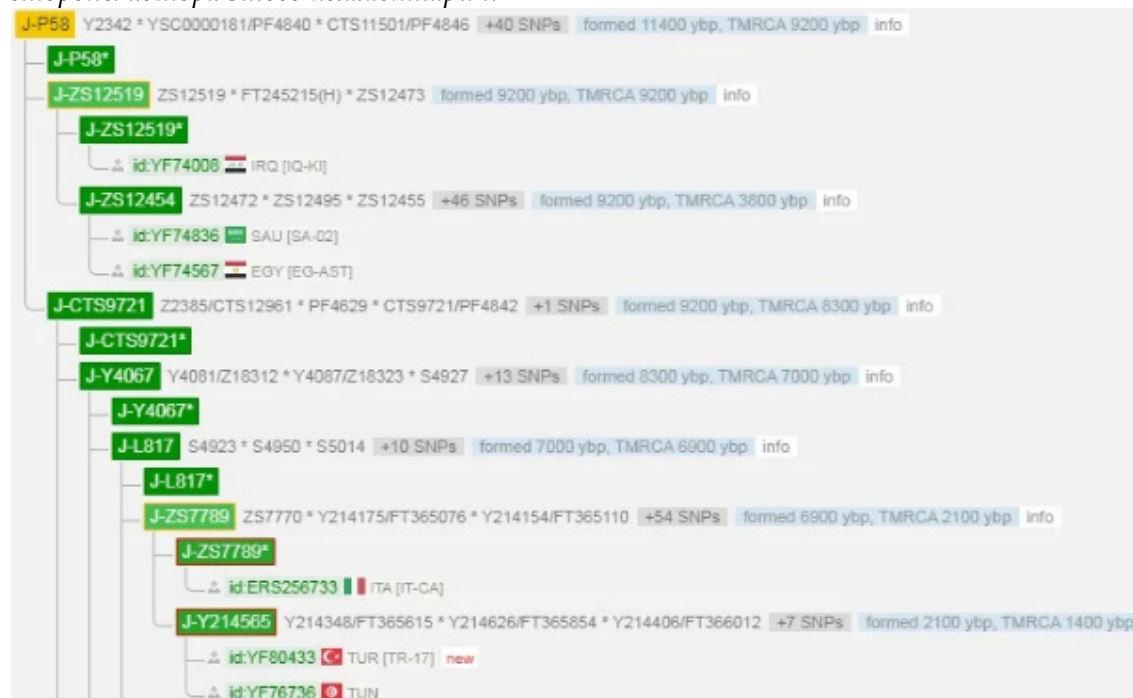 J-P58 Y2342 * YSC0000181/PF4840 * CTS11501/PF4846 +40 SNPs formed 11400 ybp, TMRCA 9200 ybp info
J-P58*
J-ZS12519 ZS12519 * FT245215(H) * ZS12473 formed 9200 ybp, TMRCA 9200 ybp info
J-ZS12519*
id:YF74008 IRQ [IQ-KI]
J-ZS12454 ZS12472 * ZS12495 * ZS12455 +46 SNPs formed 9200 ybp, TMRCA 3800 ybp info
id:YF74836 SAU [SA-02]
id:YF74567 EGY [EG-AST]
J-CTS9721 Z2385/CTS12961 * PF4629 * CTS9721/PF4842 +1 SNPs formed 9200 ybp, TMRCA 8300 ybp info
J-CTS9721*
J-Y4067 Y4081/Z18312 * Y4087/Z18323 * S4927 +13 SNPs formed 8300 ybp, TMRCA 7000 ybp info
J-Y4067*
J-L817 S4923 * S4950 * S5014 +10 SNPs formed 7000 ybp, TMRCA 6900 ybp info
J-L817*
J-ZS7789 ZS7770 * Y214175/FT365076 * Y214154/FT365110 +54 SNPs formed 6900 ybp, TMRCA 2100 ybp info
J-ZS7789*
id:ERS256733 ITA [IT-CA]
J-Y214565 Y214348/FT365615 * Y214626/FT365854 * Y214406/FT366012 +7 SNPs formed 2100 ybp, TMRCA 1400 ybp
id:YF80433 TUR [TR-17] new
id:YF76736 TUN